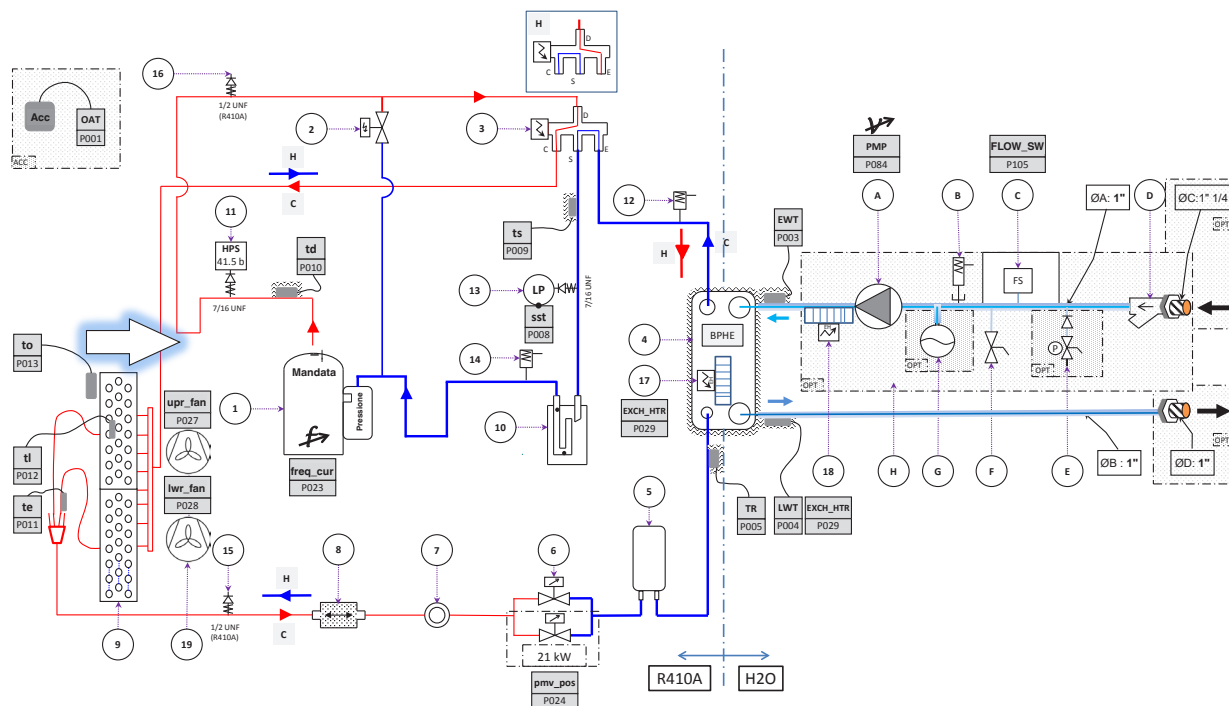 H
D
C
S
E
16
1/2 UNF
(R410A)
Acc
OAT
P001
ACC
2
3
D
C
S
E
H
C
PMP
P084
FLOW_SW
P105
A
B
C
D
ØA: 1"
ØC:1" 1/4
OPT
11
HPS
41.5 b
7/16 UNF
td
P010
ts
P009
12
H
C
EWT
P003
FS
13
LP
sst
P008
7/16 UNF
to
P013
4
BPHE
P
OPT
OPT
OPT
14
Mandata
Pressione
1
upr_fan
P027
17
EXCH_HTR
P029
OPT
10
tl
P012
freq_cur
P023
18
H
G
F
E
ØB : 1"
ØD: 1"
te
P011
lwr_fan
P028
5
TR
P005
LWT
P004
EXCH_HTR
P029
15
8
7
6
H
C
1/2 UNF
(R410A)
9
19
21 kW
pmv_pos
P024
R410A
H2O